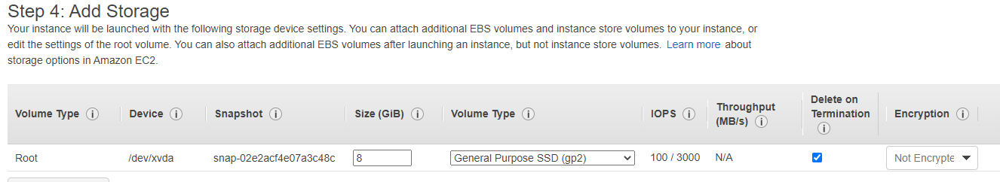 Step 4: Add Storage
Your instance will be launched with the following storage device settings. You can attach additional EBS volumes and instance store volumes to your instance, or
edit the settings of the root volume. You can also attach additional EBS volumes after launching an instance, but not instance store volumes. Learn more about
storage options in Amazon EC2.
Volume Type i Device i Snapshot i Size (GiB) i Volume Type i IOPS i Throughput (MB/s) i Delete on Termination i Encryption i
Root /dev/xvda snap-02e2acf4e07a3c48c 8 General Purpose SSD (gp2) 100 / 3000 N/A Not Encrypte